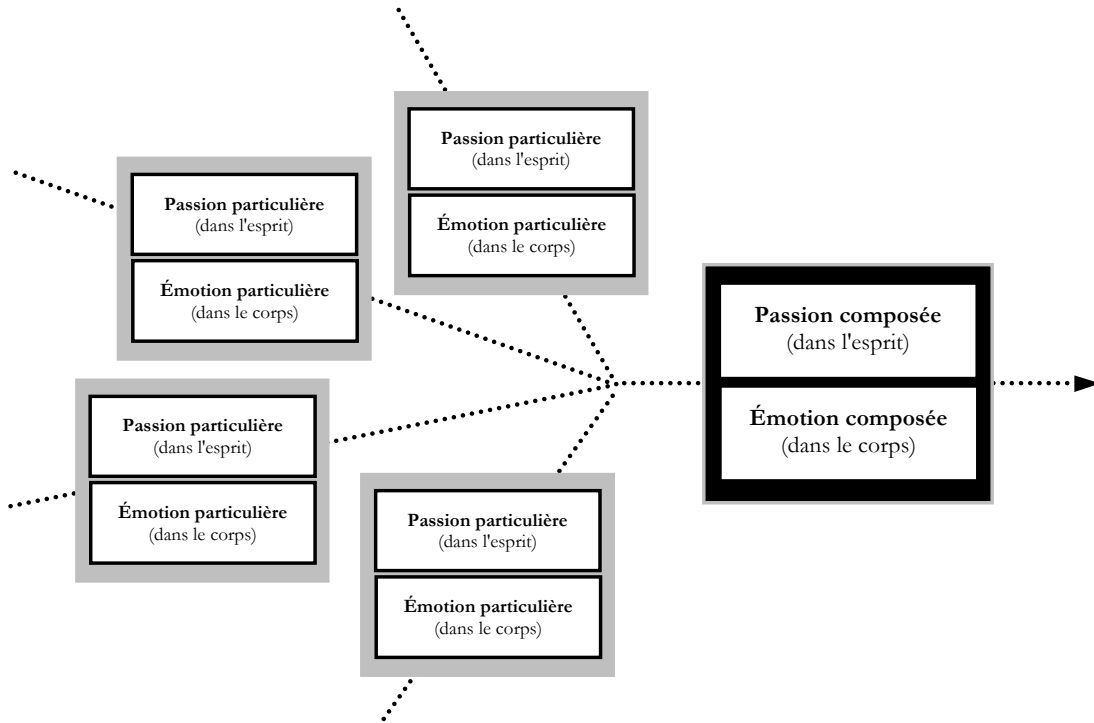 Passion particulière
(dans l'esprit)
Émotion particulière
(dans le corps)
Passion particulière
(dans l'esprit)
Émotion particulière
(dans le corps)
Passion composée
(dans l'esprit)
Émotion composée
(dans le corps)
Passion particulière
(dans l'esprit)
Émotion particulière
(dans le corps)
Passion particulière
(dans l'esprit)
Émotion particulière
(dans le corps)